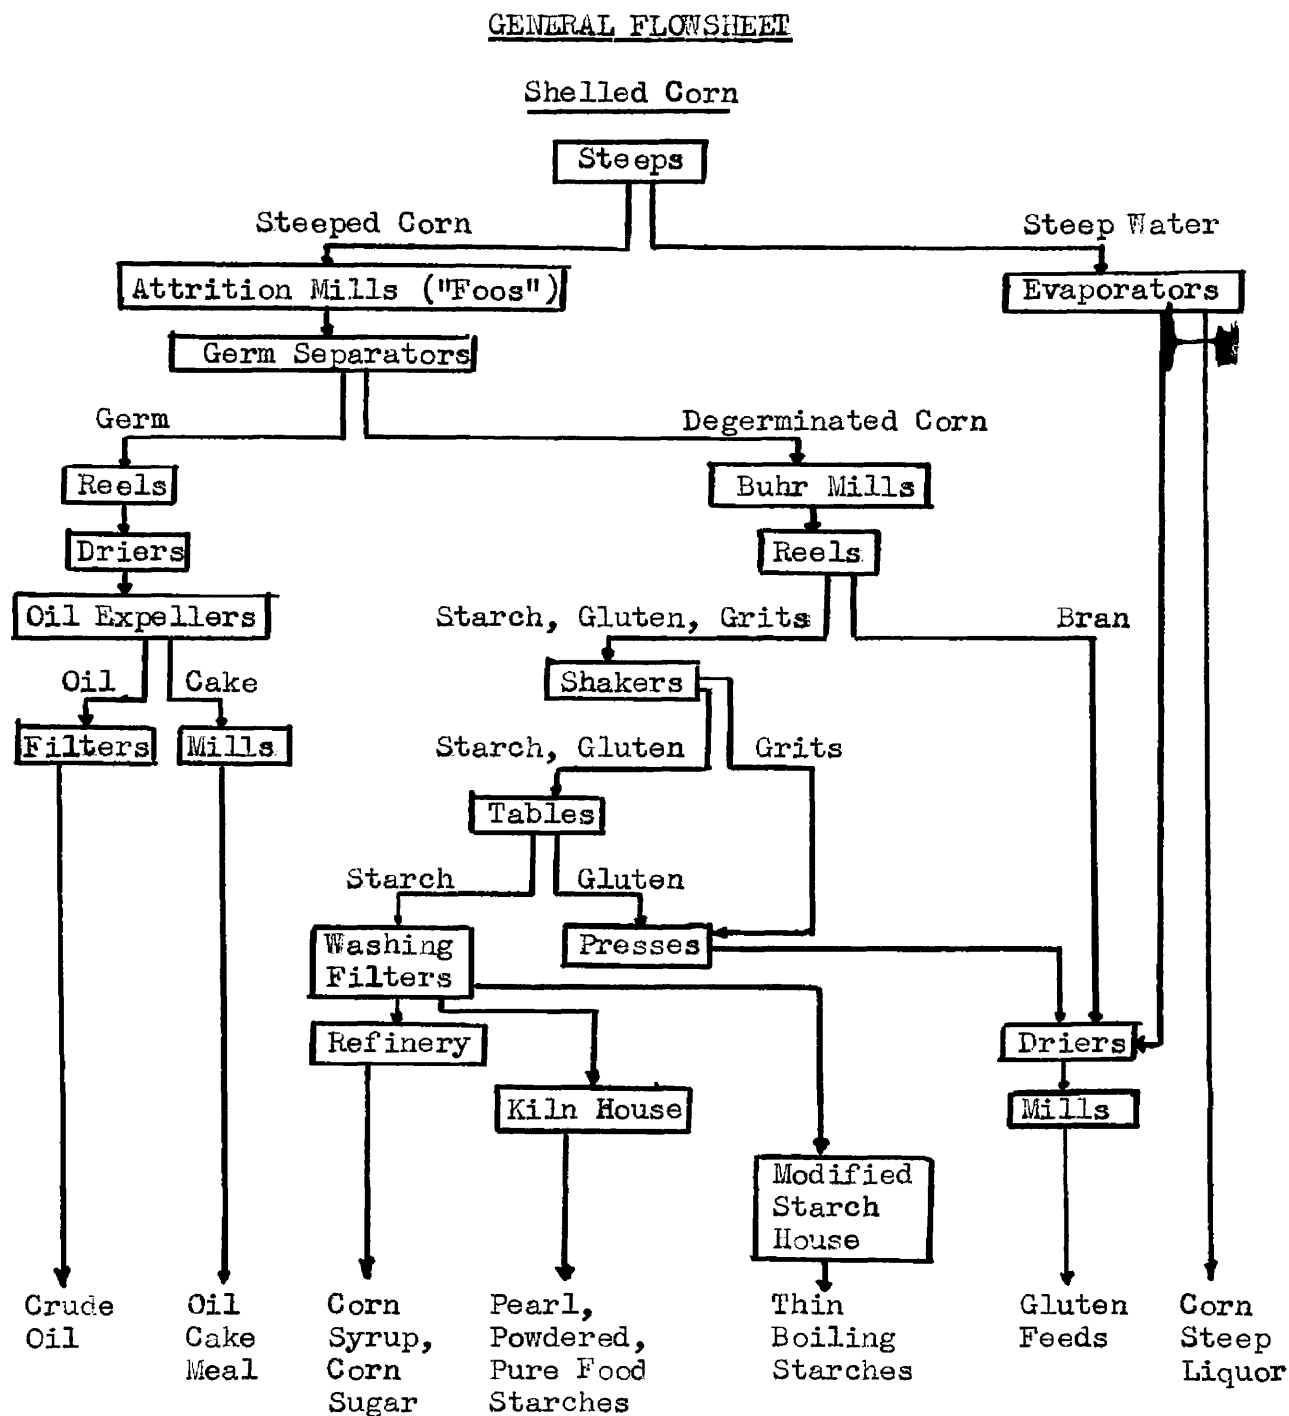 GENERAL FLOWSHEET
Shelled Corn
Steeps
Steeped Corn
Steep Water
Attrition Mills ("Foos")
Evaporators
Germ Separators
Germ
Degerminated Corn
Reels
Buhr Mills
Driers
Reels
Oil Expellers
Starch, Gluten, Grits
Bran
Oil
Cake
Shakers
Filters
Mills
Starch, Gluten
Grits
Tables
Starch
Gluten
Washing
Filters
Presses
Refinery
Driers
Kiln House
Mills
Modified
Starch
House
Crude
Oil
Oil
Cake
Meal
Corn
Syrup,
Corn
Sugar
Pearl,
Powdered,
Pure Food
Starches
Thin
Boiling
Starches
Gluten
Feeds
Corn
Steep
Liquor